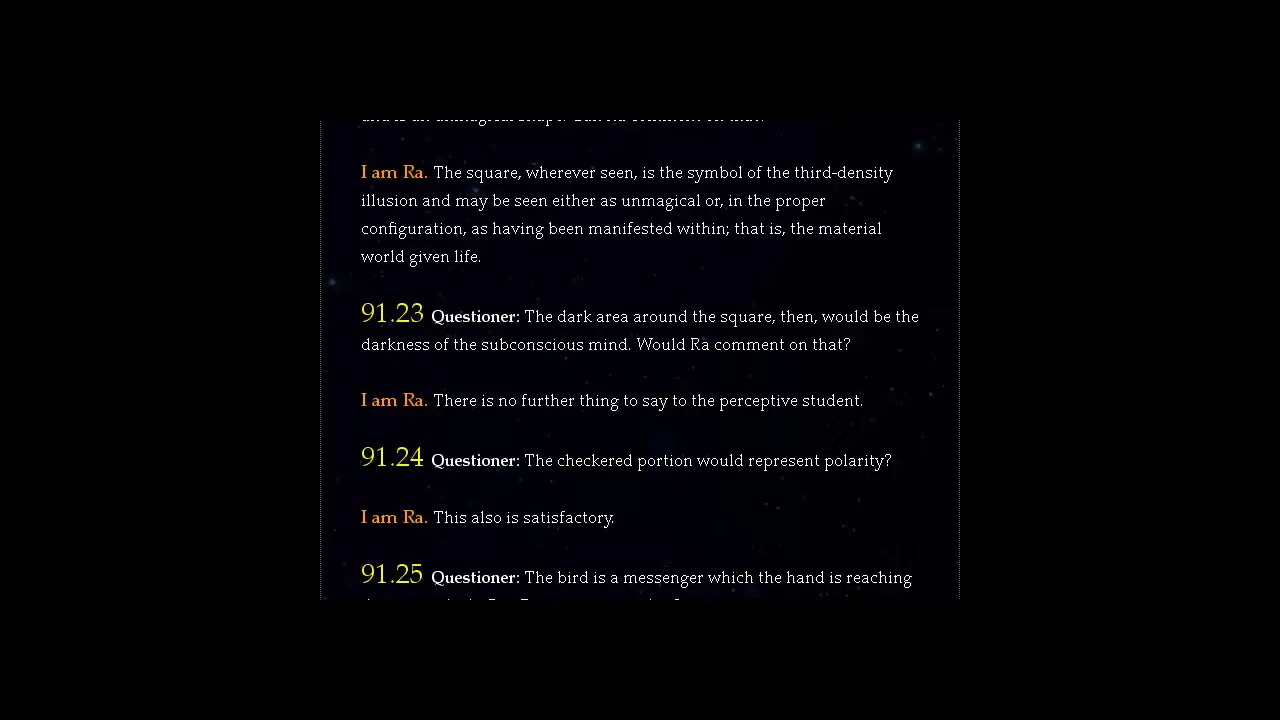 I am Ra. The square, wherever seen, is the symbol of the third-density
illusion and may be seen either as unmagical or, in the proper
configuration, as having been manifested within; that is, the material
world given life.
91.23 Questioner: The dark area around the square, then, would be the
darkness of the subconscious mind. Would Ra comment on that?
I am Ra. There is no further thing to say to the perceptive student.
91.24 Questioner: The checkered portion would represent polarity?
I am Ra. This also is satisfactory.
91.25 Questioner: The bird is a messenger which the hand is reaching